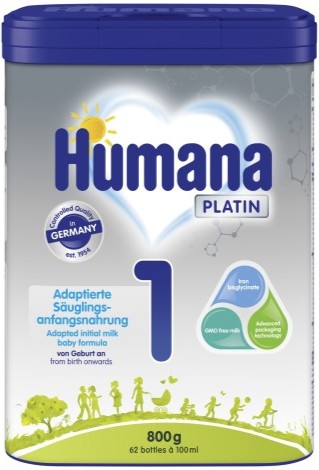 Humana
PLATIN
Controlled Quality
in
GERMANY
est. 1954
1
Iron
bisglycinate
GMO free milk
Advanced
packaging
technology
Adaptierte
Säuglings-
anfangsnahrung
Adapted initial milk
baby formula
von Geburt an
from birth onwards
800g
62 bottles à 100ml